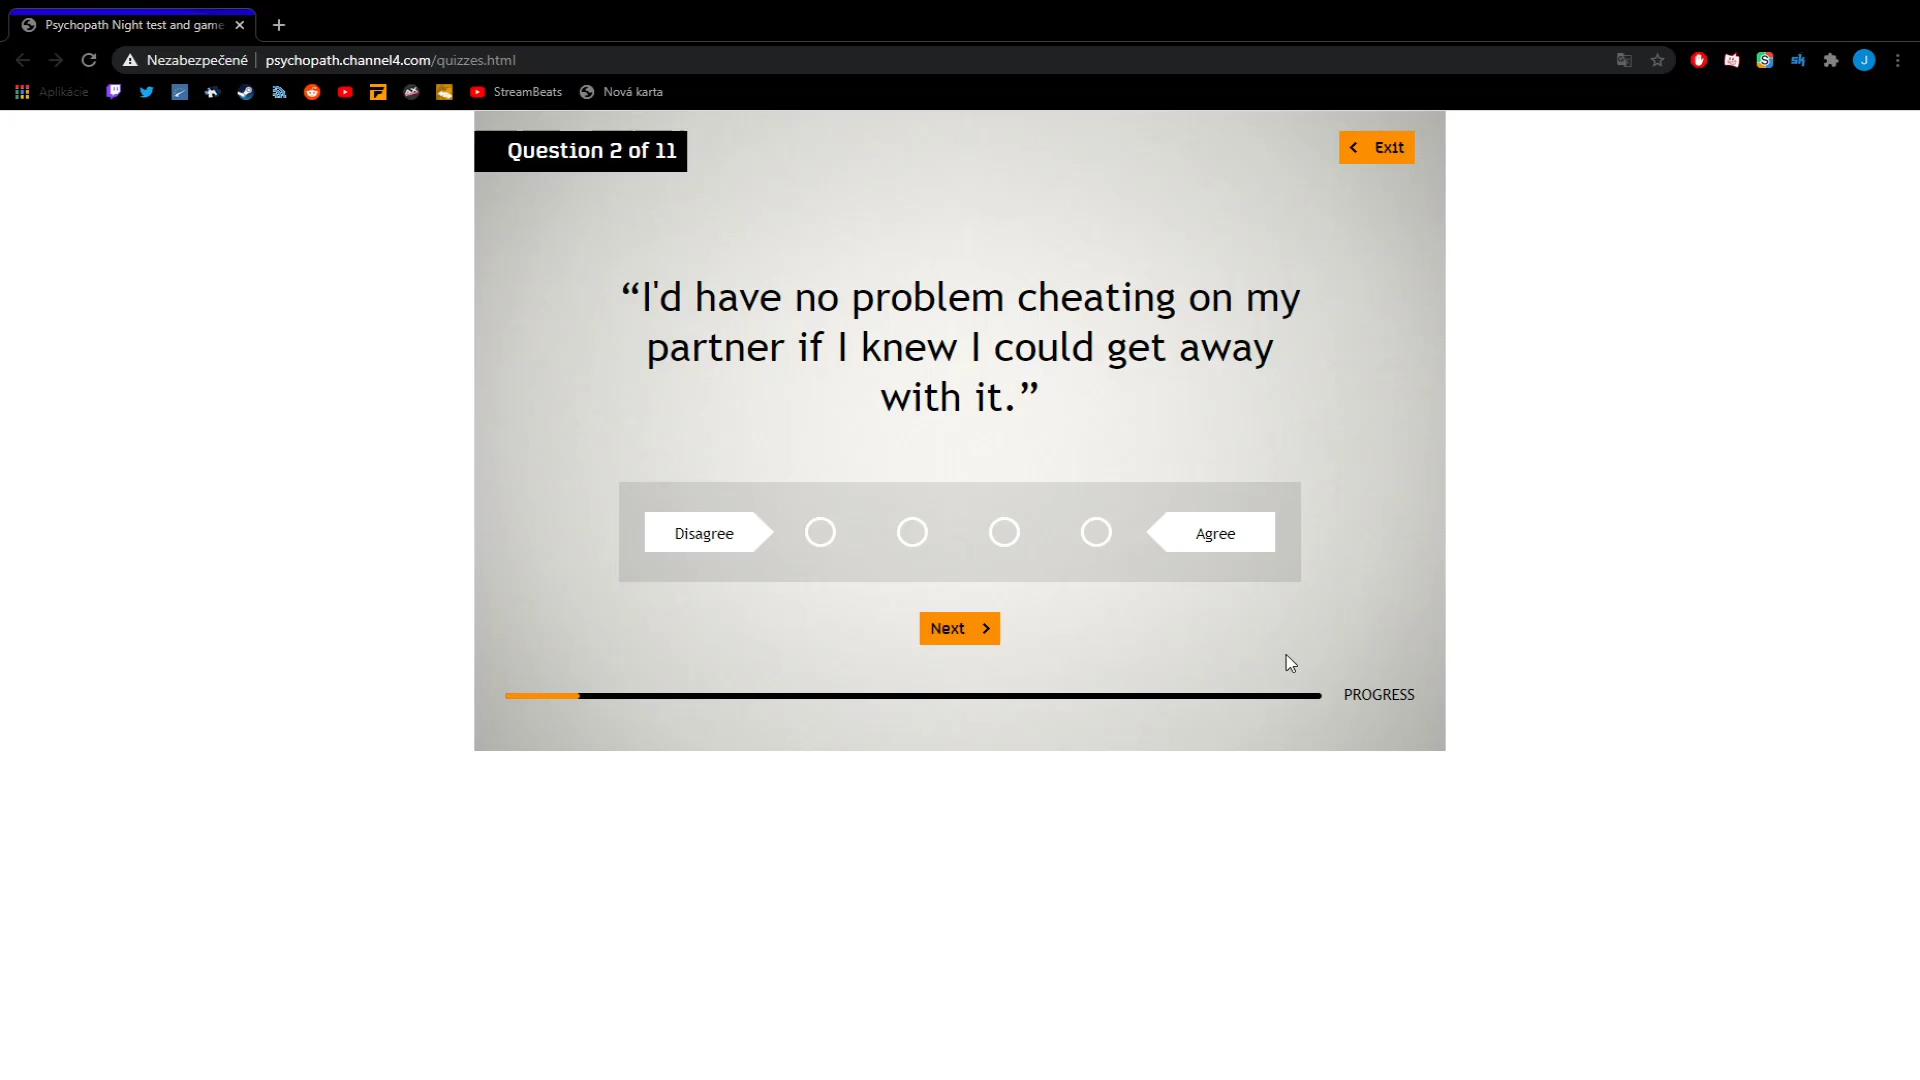 Psychopath Night test and game
Nezabezpečené
psychopath.channel4.com/quizzes.html
J
Aplikácie
StreamBeats
Nová karta
Question 2 of 11
Exit
“I'd have no problem cheating on my
partner if I knew I could get away
with it.”
Disagree
Agree
Next
PROGRESS